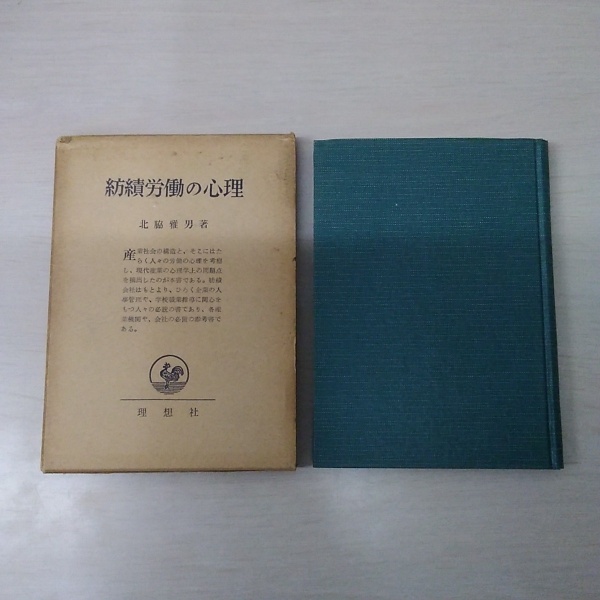 紡績労働の心理
北脇雅男著
産業社会の構造と、そこにはた
らく人々の労働の心理を考察
し、現代産業の心理学上の問題点
を摘出したのが本書である。紡績
会社はもとより、ひろく企業の人
事管理や、学校職業指導に関心を
もつ人々の必読の書であり、各産
業機関や、会社の必備の参考書で
ある。
理想社